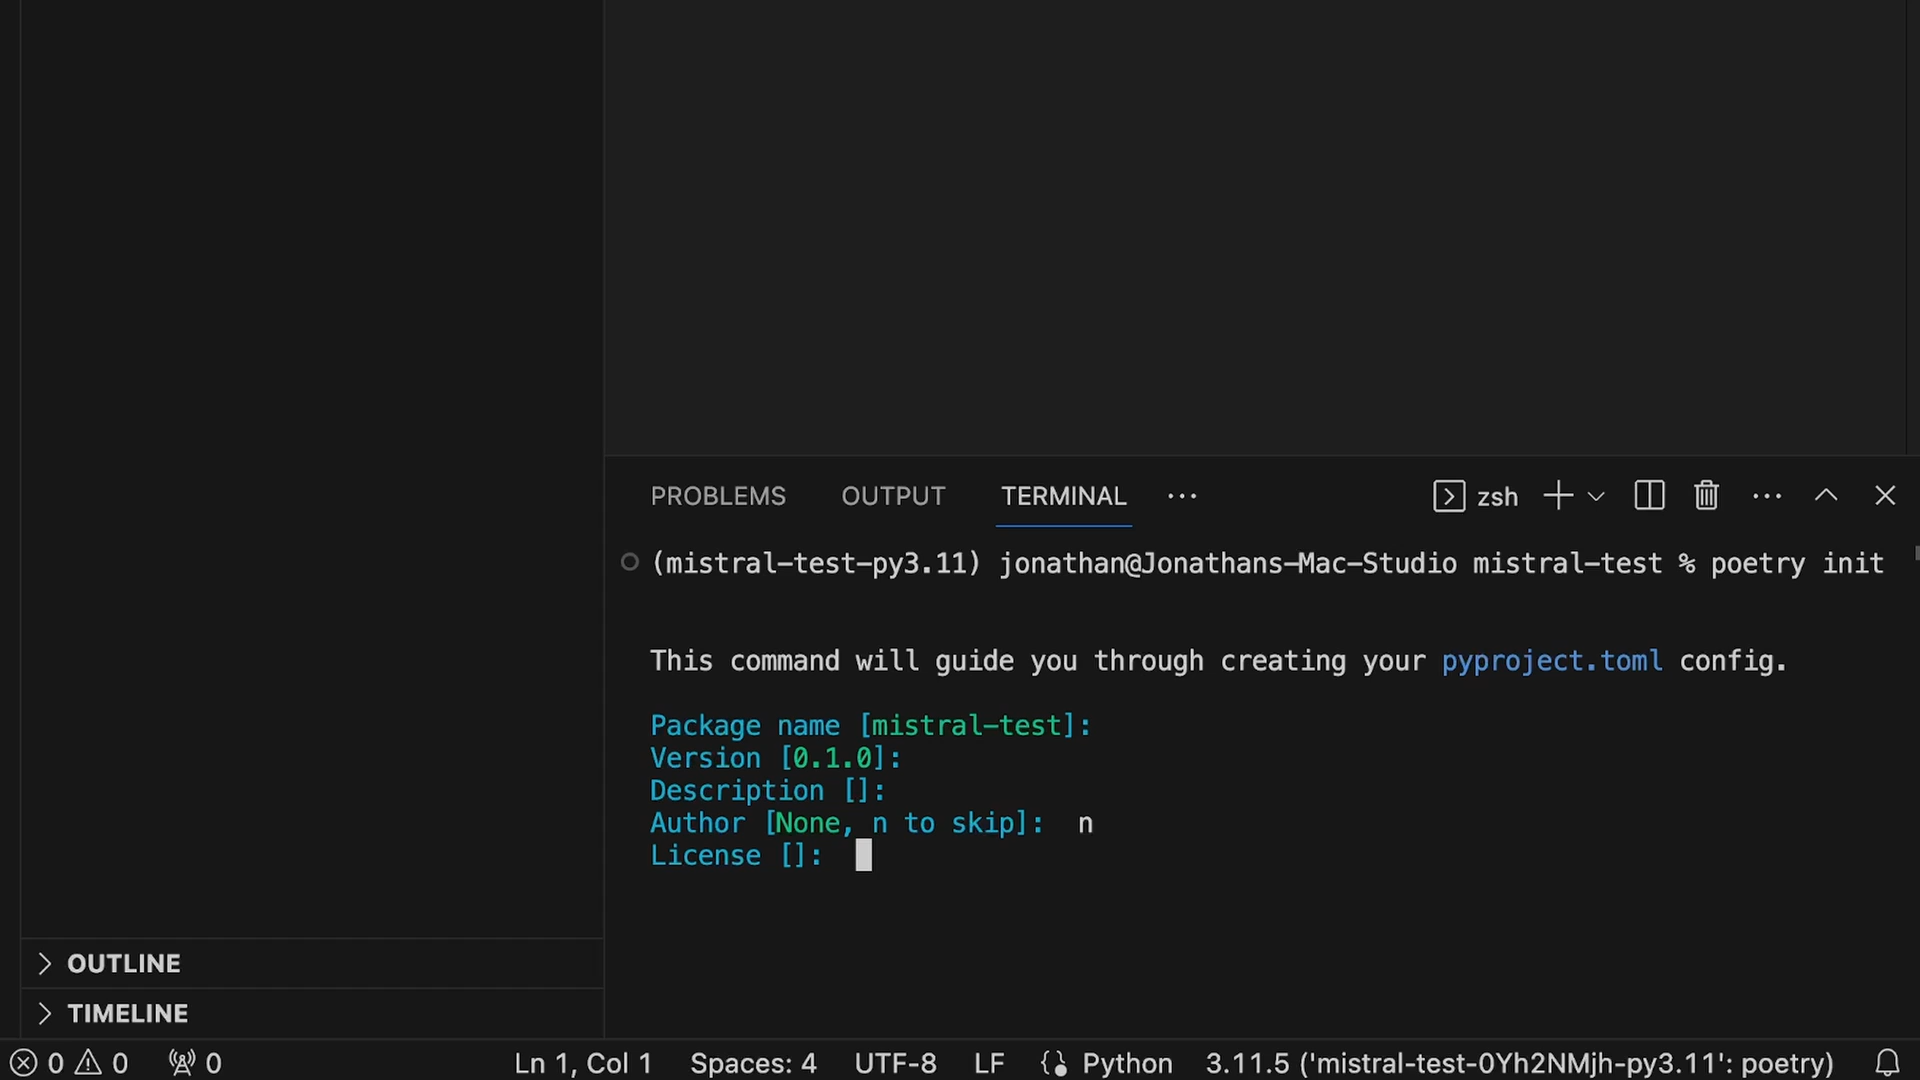 PROBLEMS OUTPUT TERMINAL ··· zsh ···
(mistral-test-py3.11) jonathan@Jonathans-Mac-Studio mistral-test % poetry init
This command will guide you through creating your pyproject.toml config.
Package name [mistral-test]:
Version [0.1.0]:
Description []:
Author [None, n to skip]: n
License []:
OUTLINE
TIMELINE
0 0 0 Ln 1, Col 1 Spaces: 4 UTF-8 LF Python 3.11.5 ('mistral-test-0Yh2NMjh-py3.11': poetry)